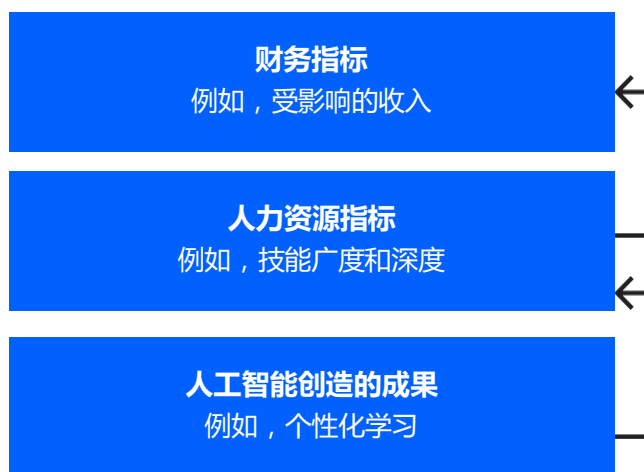 财务指标
例如，受影响的收入
人力资源指标
例如，技能广度和深度
人工智能创造的成果
例如，个性化学习